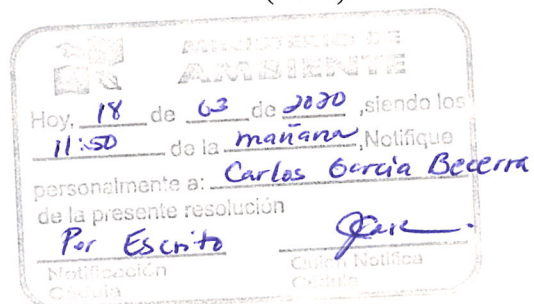 MINISTERIO DE
AMBIENTE
Hoy, 18 de 03 de 2020 ,siendo las
11:50 de la mañana ,Notifique
personalmente a: Carlos Garcia Becerra
de la presente resolución
Por Escrito
Notificación Quien Notifica
Cédula Cédula